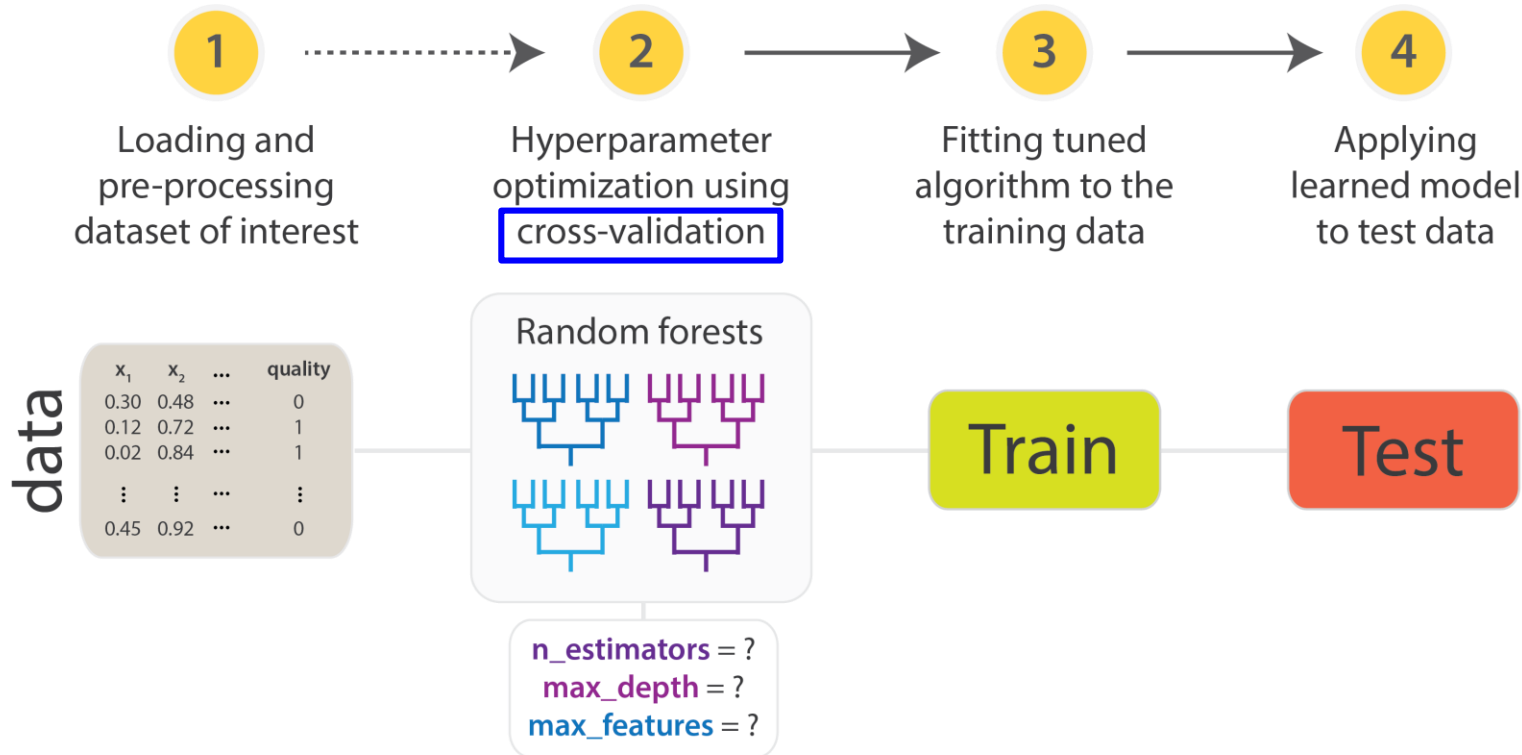 1
2
3
4
Loading and
pre-processing
dataset of interest
Hyperparameter
optimization using
cross-validation
Fitting tuned
algorithm to the
training data
Applying
learned model
to test data
data
x₁ x₂ ... quality
0.30 0.48 ... 0
0.12 0.72 ... 1
0.02 0.84 ... 1
⋮ ⋮ ... ⋮
0.45 0.92 ... 0
Random forests
n_estimators = ?
max_depth = ?
max_features = ?
Train
Test